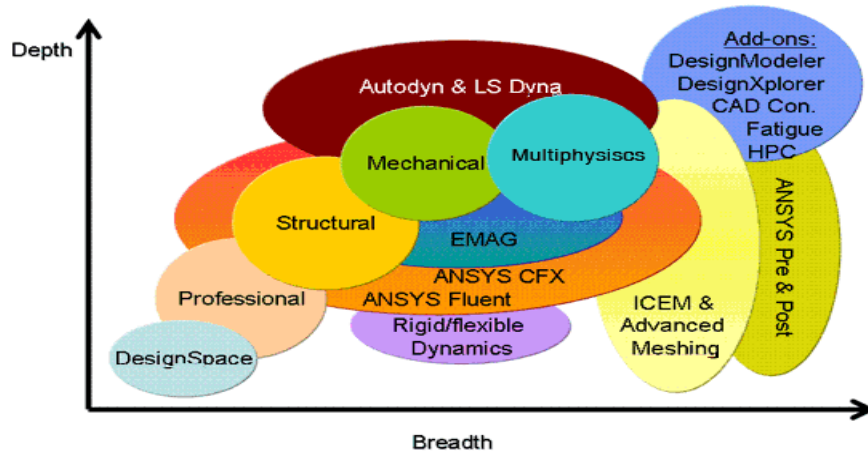 Depth
Add-ons:
DesignModeler
DesignXplorer
CAD Con.
Fatigue
HPC
Autodyn & LS Dyna
Mechanical
Multiphysiscs
Structural
EMAG
ANSYS CFX
ANSYS Fluent
Professional
Rigid/flexible
Dynamics
DesignSpace
ICEM &
Advanced
Meshing
ANSYS Pre & Post
Breadth